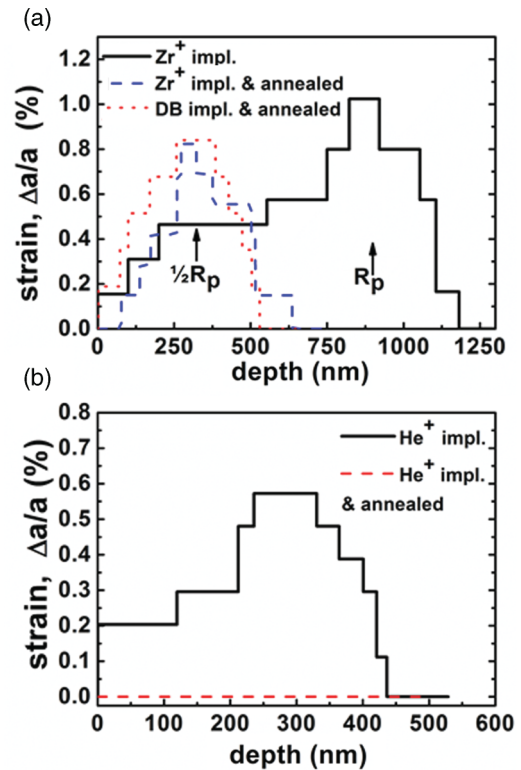 (a)
Zr+ impl.
Zr+ impl. & annealed
DB impl. & annealed
strain, Δa/a (%)
1.2
1.0
0.8
0.6
0.4
0.2
0.0
½Rp
Rp
0 250 500 750 1000 1250
depth (nm)
(b)
He+ impl.
He+ impl.
& annealed
strain, Δa/a (%)
0.8
0.7
0.6
0.5
0.4
0.3
0.2
0.1
0.0
0 100 200 300 400 500 600
depth (nm)